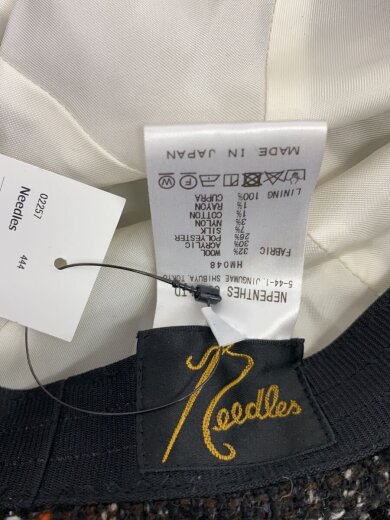 NEPENTHES
5-44-1, JINGUMAE SHIBUYA, TOKYO
HM048
FABRIC 32% WOOL
30% ACRYLIC
26% POLYESTER
7% SILK
3% NYLON
1% COTTON
1% RAYON
LINING 100% CUPRA
W
MADE IN JAPAN
02257
Needles
444
Needles